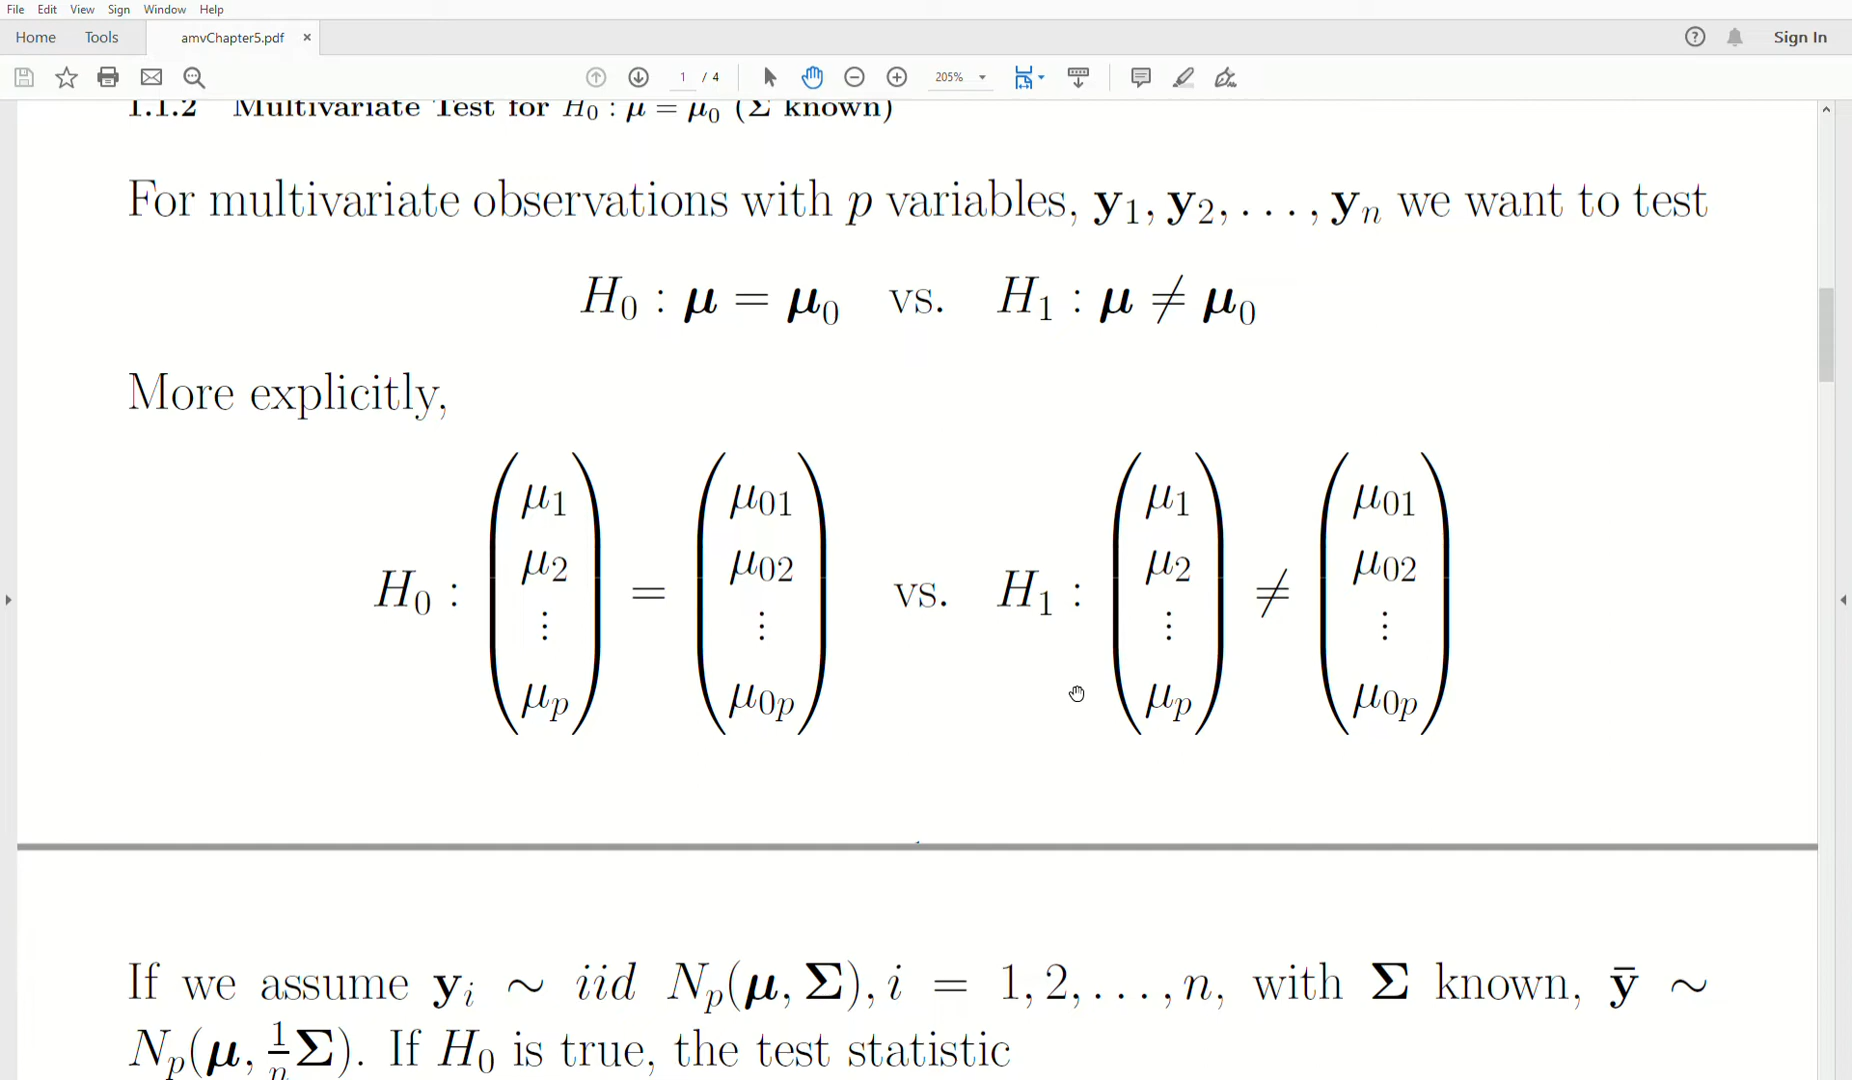 File Edit View Sign Window Help
Home Tools amvChapter5.pdf × ? Sign In
1 / 4 205%
1.1.2 Multivariate Test for H₀ : μ = μ₀ (Σ known)
For multivariate observations with p variables, y₁, y₂, . . . , yₙ we want to test
H₀ : μ = μ₀ vs. H₁ : μ ≠ μ₀
More explicitly,
H₀ : (μ₁ μ₂ ⋮ μₚ) = (μ₀₁ μ₀₂ ⋮ μ₀ₚ) vs. H₁ : (μ₁ μ₂ ⋮ μₚ) ≠ (μ₀₁ μ₀₂ ⋮ μ₀ₚ)
If we assume yᵢ ∼ iid Nₚ(μ, Σ), i = 1, 2, . . . , n, with Σ known, ȳ ∼
Nₚ(μ, 1/n Σ). If H₀ is true, the test statistic